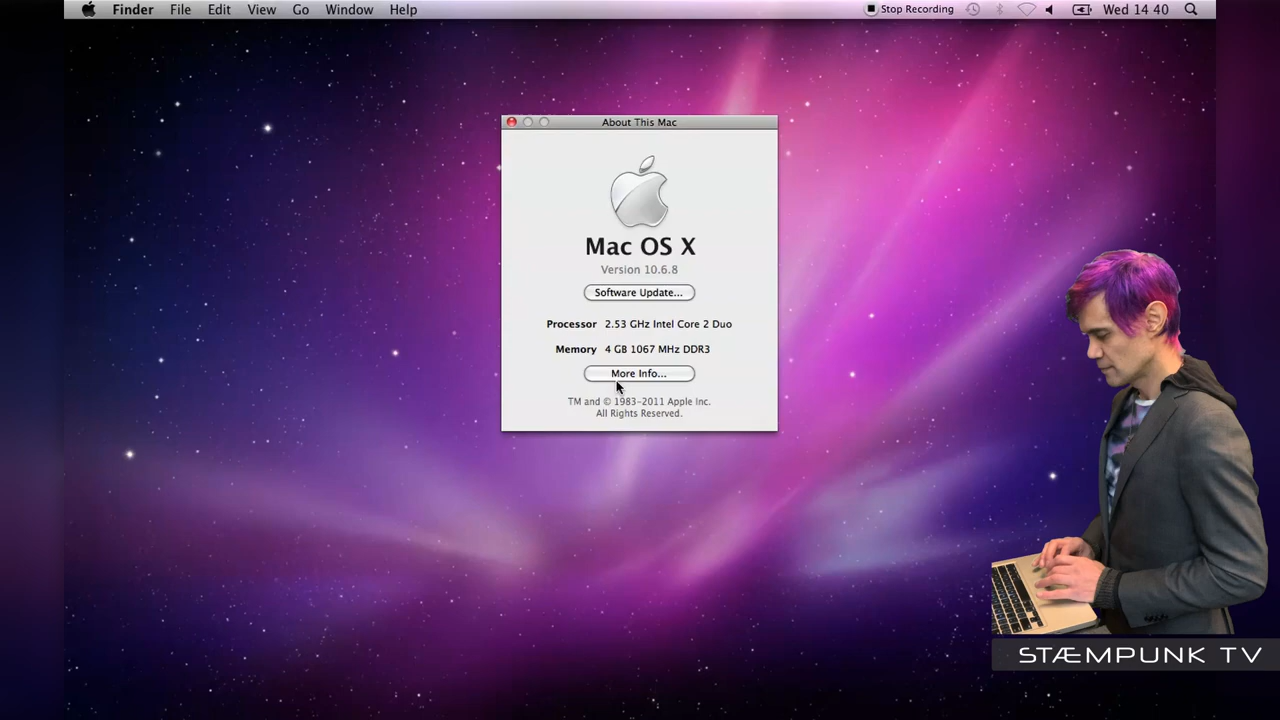 Finder File Edit View Go Window Help Stop Recording Wed 14 40
About This Mac
Mac OS X
Version 10.6.8
Software Update...
Processor 2.53 GHz Intel Core 2 Duo
Memory 4 GB 1067 MHz DDR3
More Info...
TM and © 1983-2011 Apple Inc.
All Rights Reserved.
STÆMPUNK TV